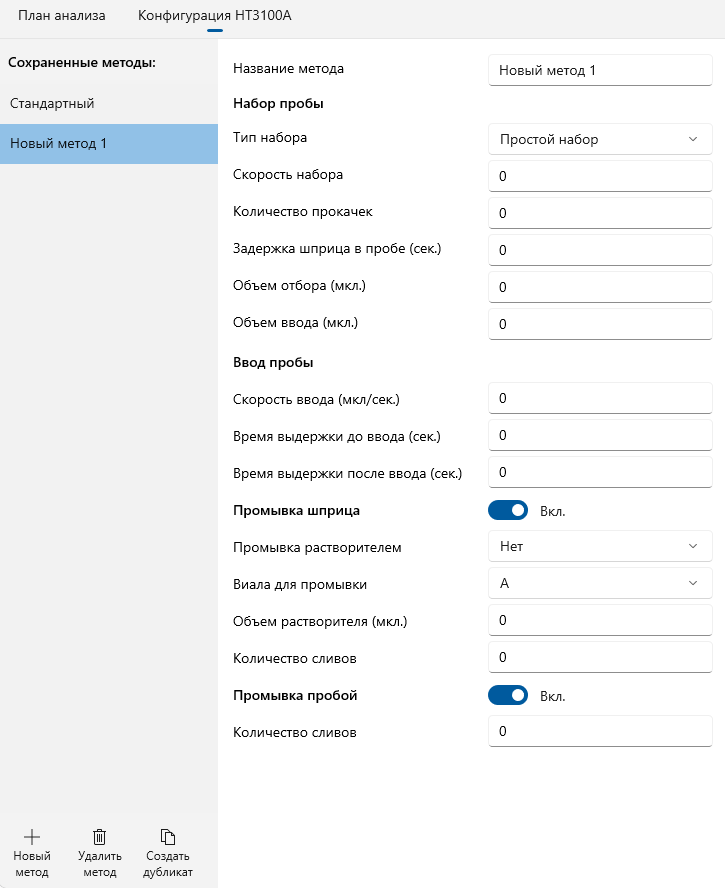 План анализа
Конфигурация HT3100A
Сохраненные методы:
Стандартный
Новый метод 1
Название метода
Новый метод 1
Набор пробы
Тип набора
Простой набор
Скорость набора
0
Количество прокачек
0
Задержка шприца в пробе (сек.)
0
Объем отбора (мкл.)
0
Объем ввода (мкл.)
0
Ввод пробы
Скорость ввода (мкл/сек.)
0
Время выдержки до ввода (сек.)
0
Время выдержки после ввода (сек.)
0
Промывка шприца
Вкл.
Промывка растворителем
Нет
Виала для промывки
A
Объем растворителя (мкл.)
0
Количество сливов
0
Промывка пробой
Вкл.
Количество сливов
0
Новый
метод
Удалить
метод
Создать
дубликат